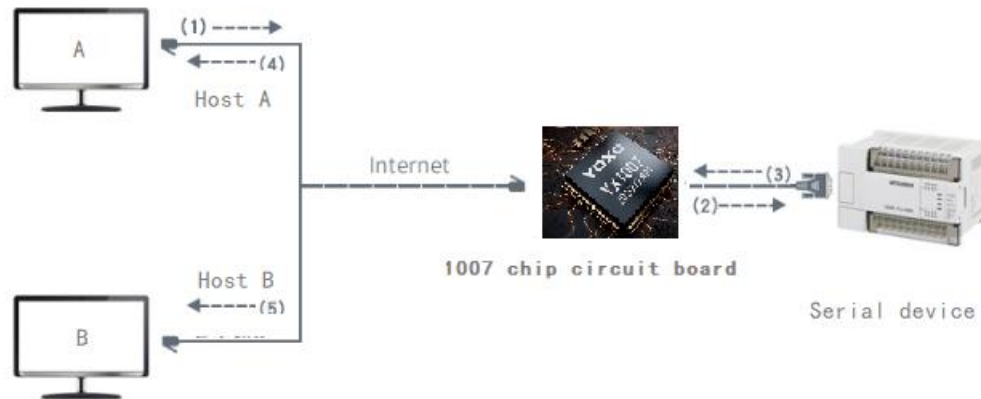 (1)
A
(4)
Host A
Internet
(3)
(2)
1007 chip circuit board
Host B
(5)
Serial device
B